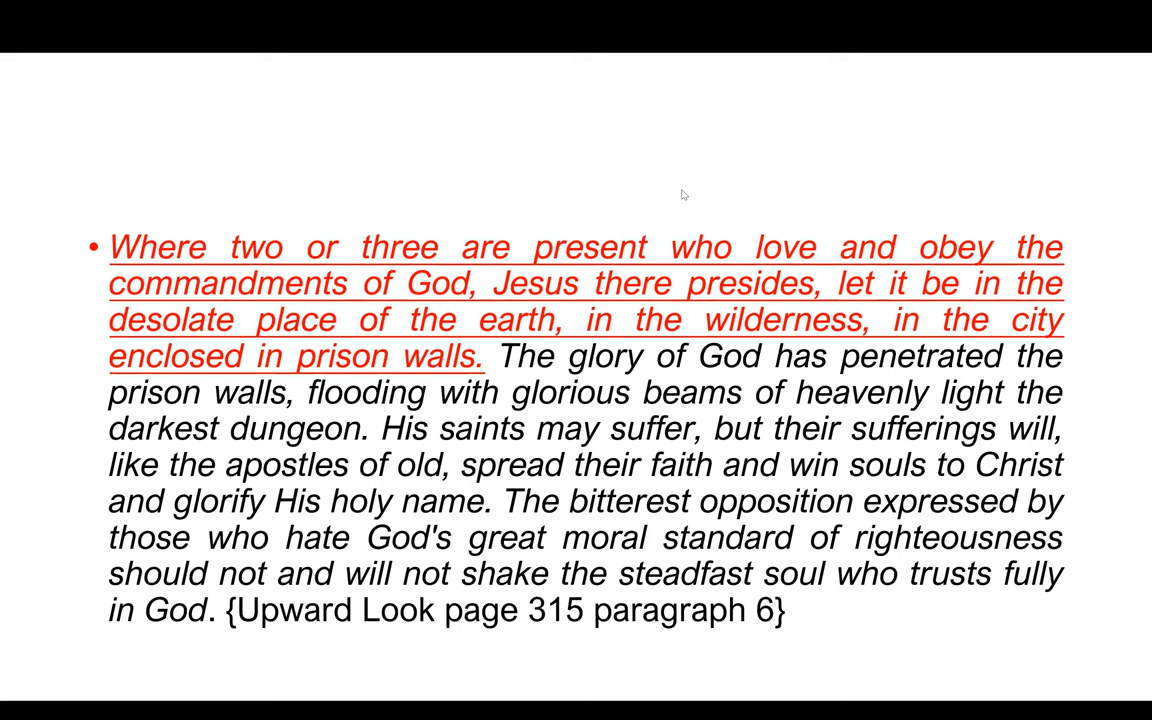 • Where two or three are present who love and obey the
commandments of God, Jesus there presides, let it be in the
desolate place of the earth, in the wilderness, in the city
enclosed in prison walls. The glory of God has penetrated the
prison walls, flooding with glorious beams of heavenly light the
darkest dungeon. His saints may suffer, but their sufferings will,
like the apostles of old, spread their faith and win souls to Christ
and glorify His holy name. The bitterest opposition expressed by
those who hate God's great moral standard of righteousness
should not and will not shake the steadfast soul who trusts fully
in God. {Upward Look page 315 paragraph 6}